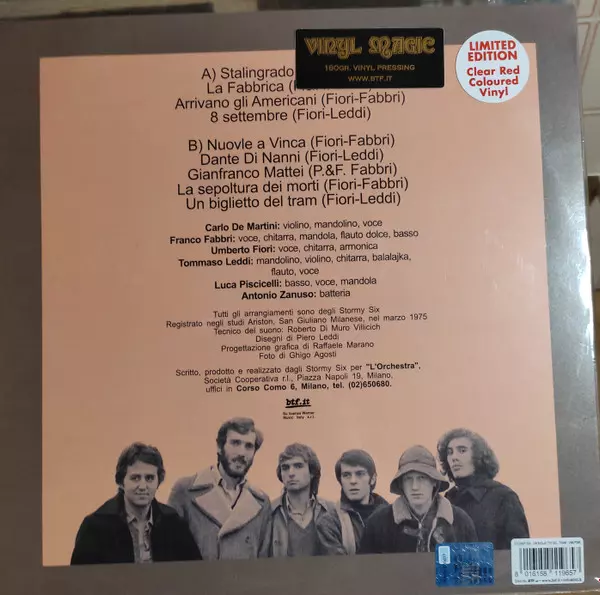 VINYL MAGIC
180GR. VINYL PRESSING
WWW.BTF.IT
LIMITED
EDITION
Clear Red
Coloured
Vinyl
A) Stalingrado
La Fabbrica
Arrivano gli Americani (Fiori-Fabbri)
8 settembre (Fiori-Leddi)
B) Nuovle a Vinca (Fiori-Fabbri)
Dante Di Nanni (Fiori-Leddi)
Gianfranco Mattei (P.&F. Fabbri)
La sepoltura dei morti (Fiori-Fabbri)
Un biglietto del tram (Fiori-Leddi)
Carlo De Martini: violino, mandolino, voce
Franco Fabbri: voce, chitarra, mandola, flauto dolce, basso
Umberto Fiori: voce, chitarra, armonica
Tommaso Leddi: mandolino, violino, chitarra, balalajka,
flauto, voce
Luca Piscicelli: basso, voce, mandola
Antonio Zanuso: batteria
Tutti gli arrangiamenti sono degli Stormy Six
Registrato negli studi Ariston, San Giuliano Milanese, nel marzo 1975
Tecnico del suono: Roberto Di Muro Villicich
Disegni di Piero Leddi
Progettazione grafica di Raffaele Marano
Foto di Ghigo Agosti
Scritto, prodotto e realizzato dagli Stormy Six per "L'Orchestra",
Società Cooperativa r.l., Piazza Napoli 19, Milano,
uffici in Corso Como 6, Milano, tel. (02)650680.
btf.it
8 016158 119657